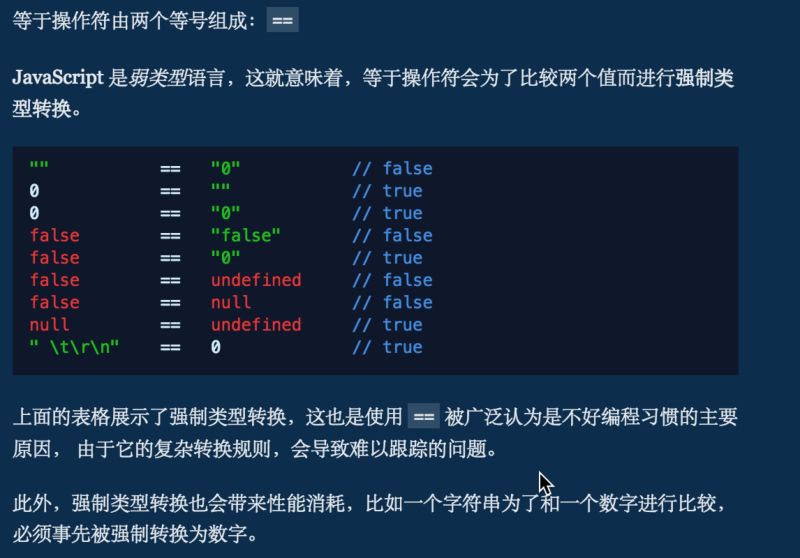 等于操作符由两个等号组成：==
JavaScript 是弱类型语言，这就意味着，等于操作符会为了比较两个值而进行强制类
型转换。
"" == "0" // false
0 == "" // true
0 == "0" // true
false == "false" // false
false == "0" // true
false == undefined // false
false == null // false
null == undefined // true
" \t\r\n" == 0 // true
上面的表格展示了强制类型转换，这也是使用 == 被广泛认为是不好编程习惯的主要
原因， 由于它的复杂转换规则，会导致难以跟踪的问题。
此外，强制类型转换也会带来性能消耗，比如一个字符串为了和一个数字进行比较，
必须事先被强制转换为数字。